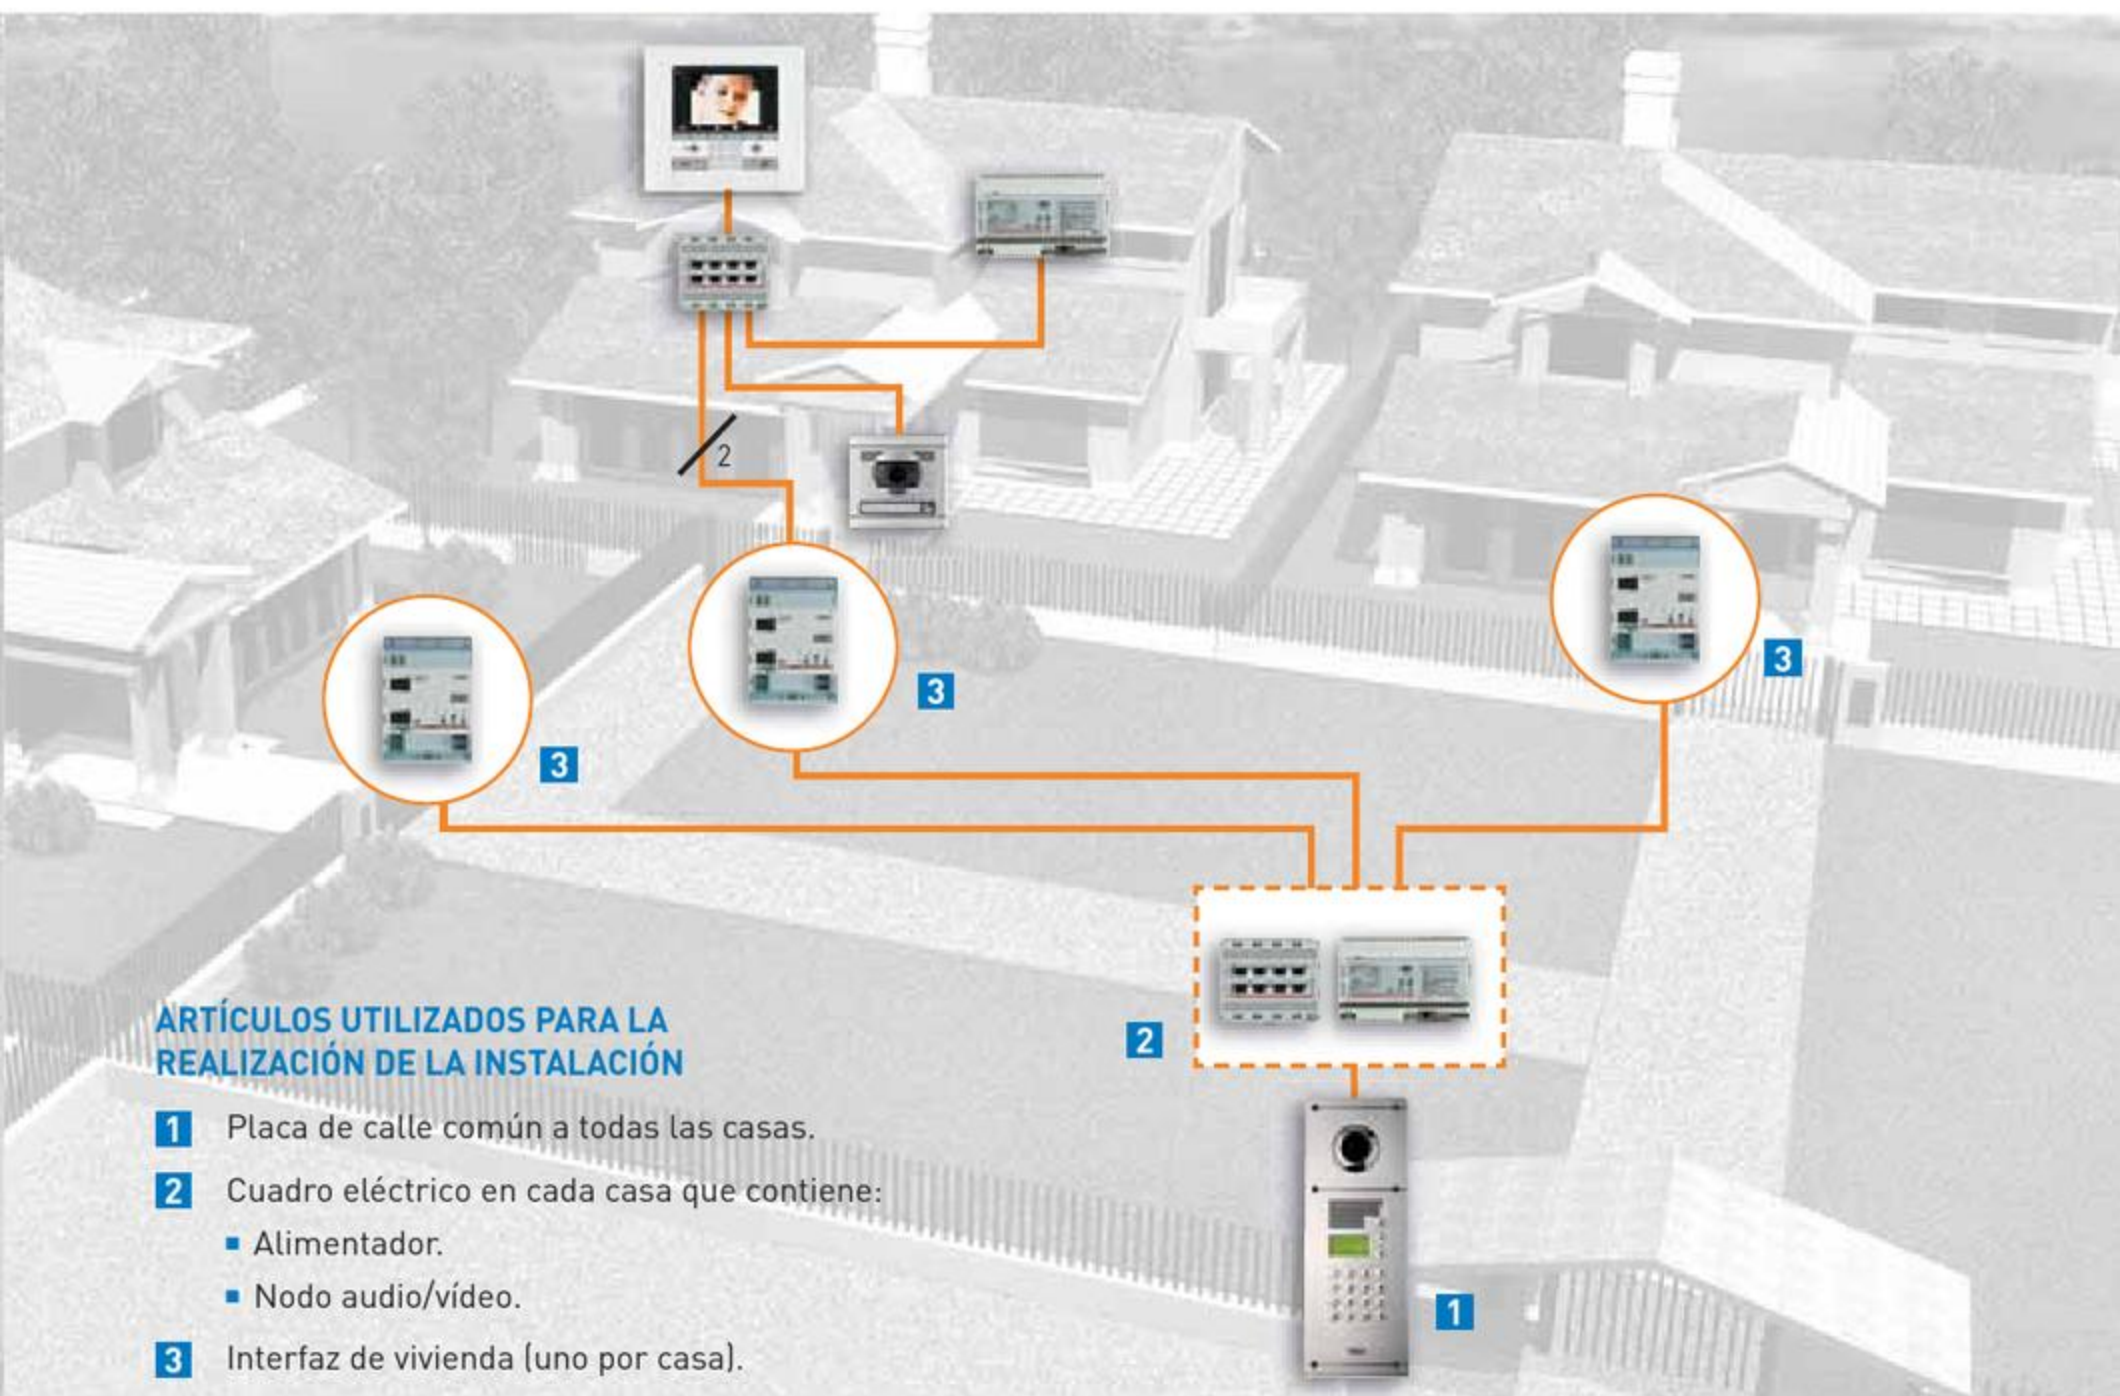 2
3
3
3
2
ARTÍCULOS UTILIZADOS PARA LA
REALIZACIÓN DE LA INSTALACIÓN
1 Placa de calle común a todas las casas.
2 Cuadro eléctrico en cada casa que contiene:
▪ Alimentador.
▪ Nodo audio/vídeo.
1
3 Interfaz de vivienda (uno por casa).